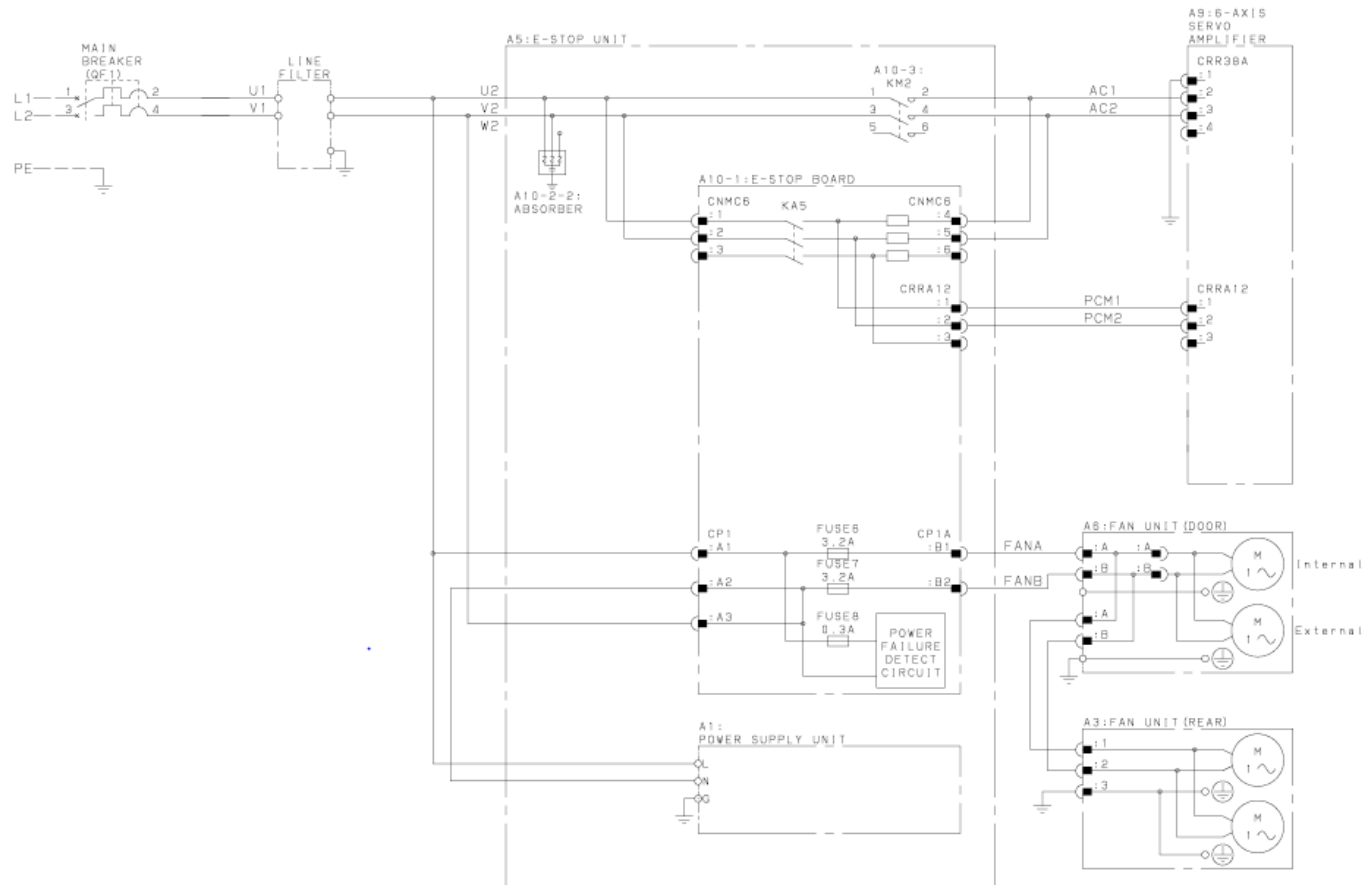 A9:6-AXIS
SERVO
AMPLIFIER
A5:E-STOP UNIT
MAIN
BREAKER
(QF1)
LINE
FILTER
A10-3:
KM2
CRR38A
:1
L1
1
2
U1
U2
1
2
AC1
:2
L2
3
4
V1
V2
3
4
AC2
:3
W2
5
6
:4
PE
Z Z Z
A10-2-2:
ABSORBER
A10-1:E-STOP BOARD
CNMC6
KA5
CNMC6
:1
:4
:2
:5
:3
:6
CRRA12
CRRA12
:1
PCM1
:1
:2
PCM2
:2
:3
:3
CP1
FUSE6
3.2A
CP1A
A6:FAN UNIT(DOOR)
:A1
:B1
FANA
:A
:A
M
1
Internal
FUSE7
3.2A
:A2
:B2
FANB
:B
:B
:A3
FUSE8
0.3A
POWER
FAILURE
DETECT
CIRCUIT
:A
:B
M
1
External
A1:
POWER SUPPLY UNIT
L
N
G
A3:FAN UNIT(REAR)
:1
:2
:3
M
1
M
1